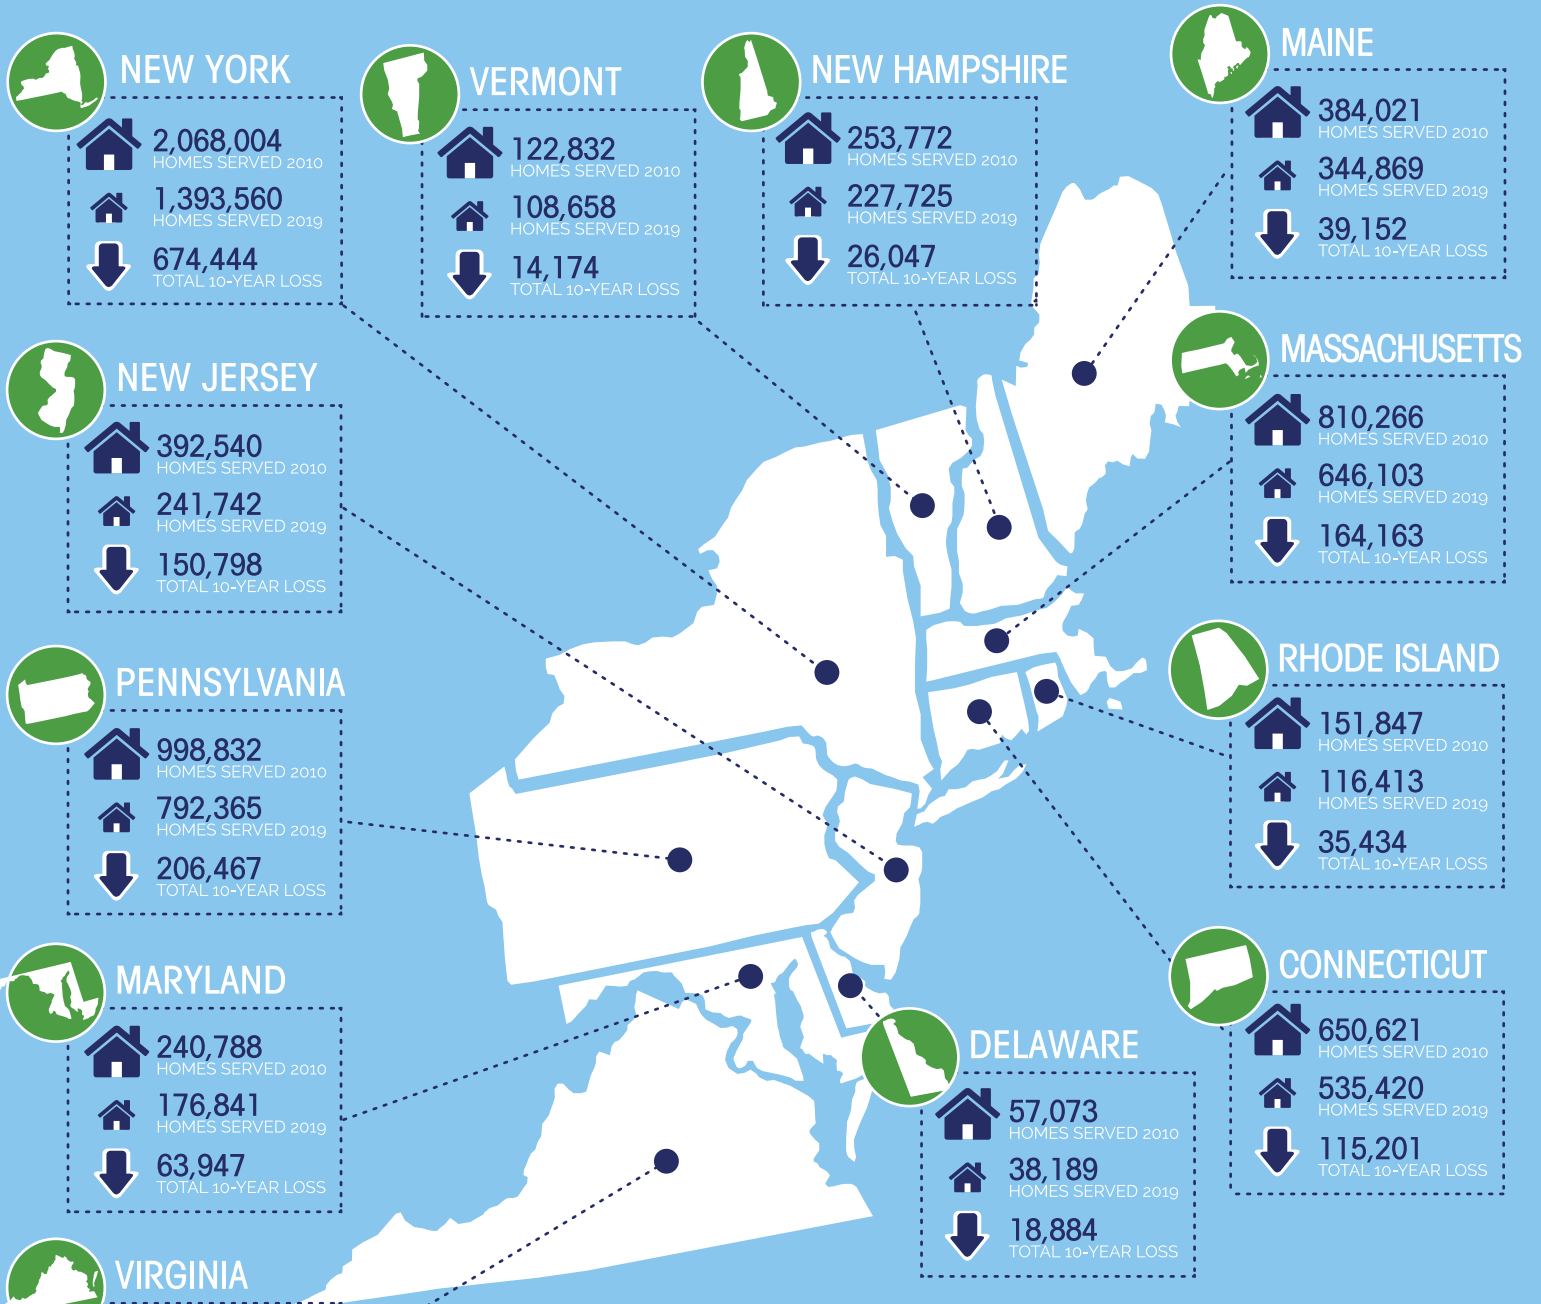 NEW YORK
2,068,004
HOMES SERVED 2010
1,393,560
HOMES SERVED 2019
674,444
TOTAL 10-YEAR LOSS
VERMONT
122,832
HOMES SERVED 2010
108,658
HOMES SERVED 2019
14,174
TOTAL 10-YEAR LOSS
NEW HAMPSHIRE
253,772
HOMES SERVED 2010
227,725
HOMES SERVED 2019
26,047
TOTAL 10-YEAR LOSS
MAINE
384,021
HOMES SERVED 2010
344,869
HOMES SERVED 2019
39,152
TOTAL 10-YEAR LOSS
NEW JERSEY
392,540
HOMES SERVED 2010
241,742
HOMES SERVED 2019
150,798
TOTAL 10-YEAR LOSS
MASSACHUSETTS
810,266
HOMES SERVED 2010
646,103
HOMES SERVED 2019
164,163
TOTAL 10-YEAR LOSS
PENNSYLVANIA
998,832
HOMES SERVED 2010
792,365
HOMES SERVED 2019
206,467
TOTAL 10-YEAR LOSS
RHODE ISLAND
151,847
HOMES SERVED 2010
116,413
HOMES SERVED 2019
35,434
TOTAL 10-YEAR LOSS
MARYLAND
240,788
HOMES SERVED 2010
176,841
HOMES SERVED 2019
63,947
TOTAL 10-YEAR LOSS
DELAWARE
57,073
HOMES SERVED 2010
38,189
HOMES SERVED 2019
18,884
TOTAL 10-YEAR LOSS
CONNECTICUT
650,621
HOMES SERVED 2010
535,420
HOMES SERVED 2019
115,201
TOTAL 10-YEAR LOSS
VIRGINIA